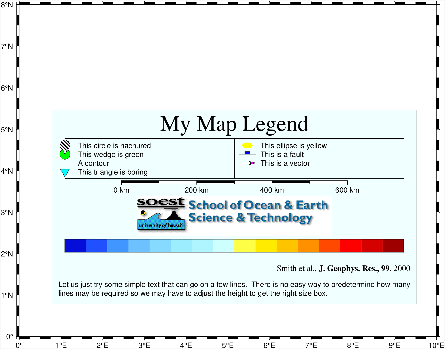 8°N
7°N
6°N
5°N
4°N
3°N
2°N
1°N
0°
My Map Legend
This circle is hachured
This wedge is green
A contour
This triangle is boring
This ellipse is yellow
This is a fault
This is a vector
0 km 200 km 400 km 600 km
soest School of Ocean & Earth
Science & Technology
Smith et al., J. Geophys. Res., 99, 2000
Let us just try some simple text that can go on a few lines. There is no easy way to predetermine how many
lines may be required so we may have to adjust the height to get the right size box.
0° 1°E 2°E 3°E 4°E 5°E 6°E 7°E 8°E 9°E 10°E